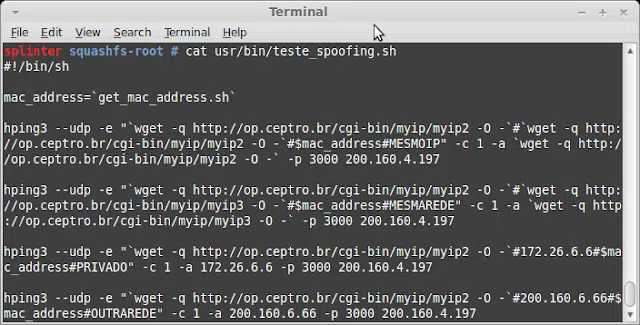 Terminal
File Edit View Search Terminal Help
splinter squashfs-root # cat usr/bin/teste_spoofing.sh
#!/bin/sh
mac_address=`get_mac_address.sh`
hping3 --udp -e "`wget -q http://op.ceptro.br/cgi-bin/myip/myip2 -O -`#`wget -q http:
//op.ceptro.br/cgi-bin/myip/myip2 -O -`#$mac_address#MESMOIP" -c 1 -a `wget -q http:/
/op.ceptro.br/cgi-bin/myip/myip2 -O -` -p 3000 200.160.4.197
hping3 --udp -e "`wget -q http://op.ceptro.br/cgi-bin/myip/myip2 -O -`#`wget -q http:
//op.ceptro.br/cgi-bin/myip/myip3 -O -`#$mac_address#MESMAREDE" -c 1 -a `wget -q http
://op.ceptro.br/cgi-bin/myip/myip3 -O -` -p 3000 200.160.4.197
hping3 --udp -e "`wget -q http://op.ceptro.br/cgi-bin/myip/myip2 -O -`#172.26.6.6#$ma
c_address#PRIVADO" -c 1 -a 172.26.6.6 -p 3000 200.160.4.197
hping3 --udp -e "`wget -q http://op.ceptro.br/cgi-bin/myip/myip2 -O -`#200.160.6.66#$
mac_address#OUTRAREDE" -c 1 -a 200.160.6.66 -p 3000 200.160.4.197